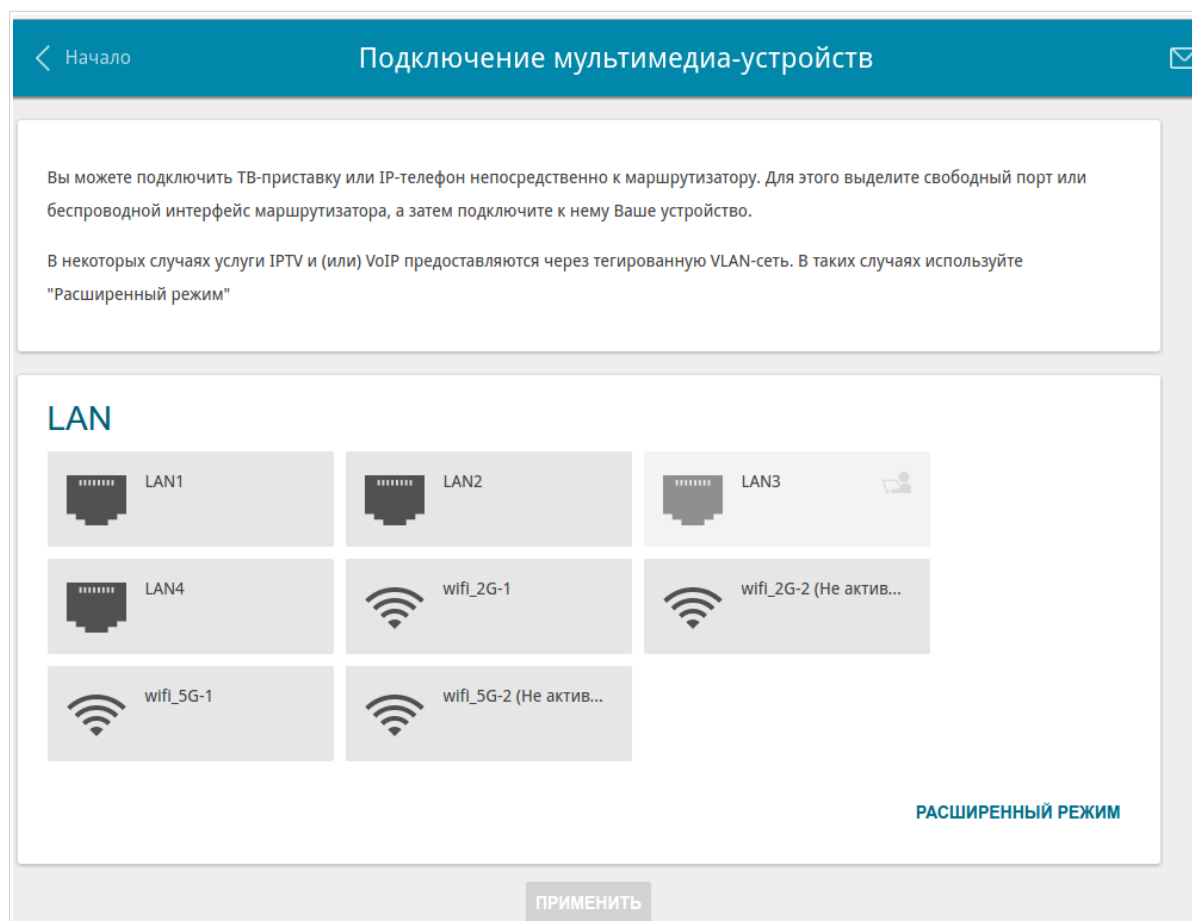 Начало
Подключение мультимедиа-устройств
Вы можете подключить ТВ-приставку или IP-телефон непосредственно к маршрутизатору. Для этого выделите свободный порт или
беспроводной интерфейс маршрутизатора, а затем подключите к нему Ваше устройство.
В некоторых случаях услуги IPTV и (или) VoIP предоставляются через тегированную VLAN-сеть. В таких случаях используйте
"Расширенный режим"
LAN
LAN1
LAN2
LAN3
LAN4
wifi_2G-1
wifi_2G-2 (Не актив...
wifi_5G-1
wifi_5G-2 (Не актив...
РАСШИРЕННЫЙ РЕЖИМ
ПРИМЕНИТЬ